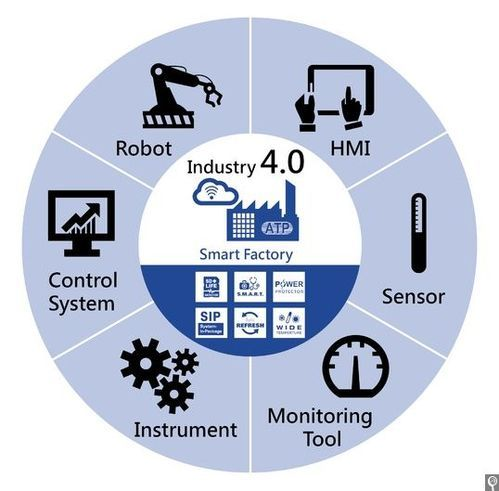 Robot
HMI
Industry 4.0
ATP
Smart Factory
Control
System
Sensor
LIFE
S.M.A.R.T.
POWER
PROTECTOR
SIP
System-
in-Package
REFRESH
WIDE
TEMPERATURE
Instrument
Monitoring
Tool